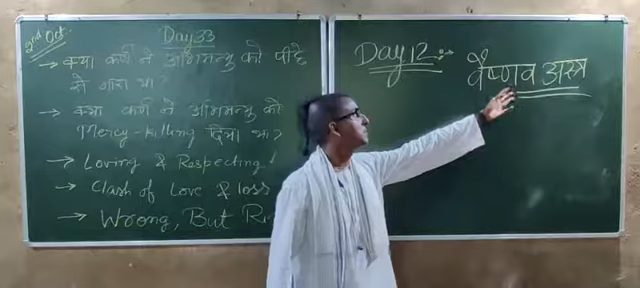 2nd Oct
Day 33
→ क्या कर्ण ने अभिमन्यु को पीछे
से मारा था?
→ क्या कर्ण ने अभिमन्यु को
Mercy-killing दिया था?
→ Loving & Respecting
→ Clash of Love & loss
→ Wrong, But
Day 12:-
वैष्णव अस्त्र